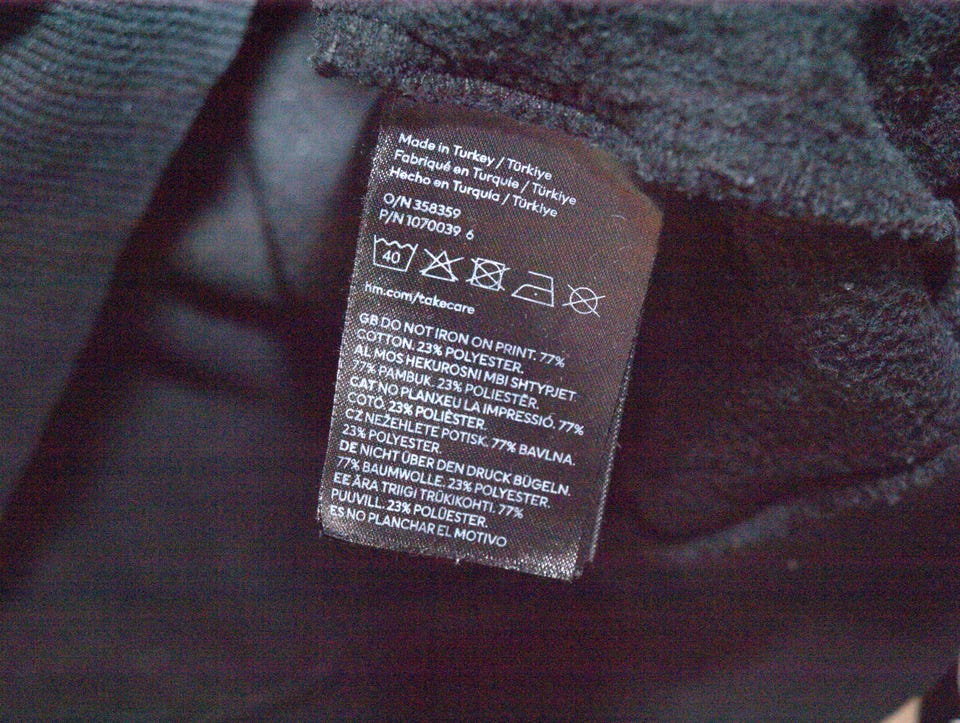 Made in Turkey / Türkiye
Fabriqué en Turquie / Türkiye
Hecho en Turquía / Türkiye
O/N 358359
P/N 1070039 6
40
hm.com/takecare
GB DO NOT IRON ON PRINT. 77%
COTTON. 23% POLYESTER.
AL MOS HEKUROSNI MBI SHTYPJET.
77% PAMBUK. 23% POLIESTËR.
CAT NO PLANXEU LA IMPRESSIÓ. 77%
COTÓ. 23% POLIÈSTER.
CZ NEŽEHLETE POTISK. 77% BAVLNA.
23% POLYESTER.
DE NICHT ÜBER DEN DRUCK BÜGELN.
77% BAUMWOLLE. 23% POLYESTER.
EE ÄRA TRIIGI TRÜKIKOHTI. 77%
PUUVILL. 23% POLÜESTER.
ES NO PLANCHAR EL MOTIVO